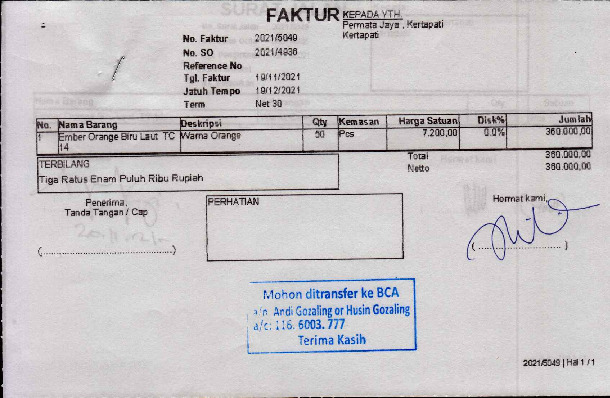 FAKTUR
KEPADA YTH.
Permata Jaya , Kertapati
Kertapati
No. Faktur 2021/5049
No. SO 2021/4936
Reference No
Tgl. Faktur 19/11/2021
Jatuh Tempo 19/12/2021
Term Net 30
No. Nama Barang Deskripsi Qty Kemasan Harga Satuan Disk% Jumlah
1 Ember Orange Biru Laut TC 14 Warna Orange 50 Pcs 7.200,00 0.0% 360.000,00
TERBILANG
Tiga Ratus Enam Puluh Ribu Rupiah
Total 360.000,00
Netto 360.000,00
Penerima,
Tanda Tangan / Cap
(........................................)
PERHATIAN
Hormat kami,
(............................)
Mohon ditransfer ke BCA
a/n. Andi Gozaling or Husin Gozaling
a/c: 116. 6003. 777
Terima Kasih
2021/5049 | Hal 1 / 1